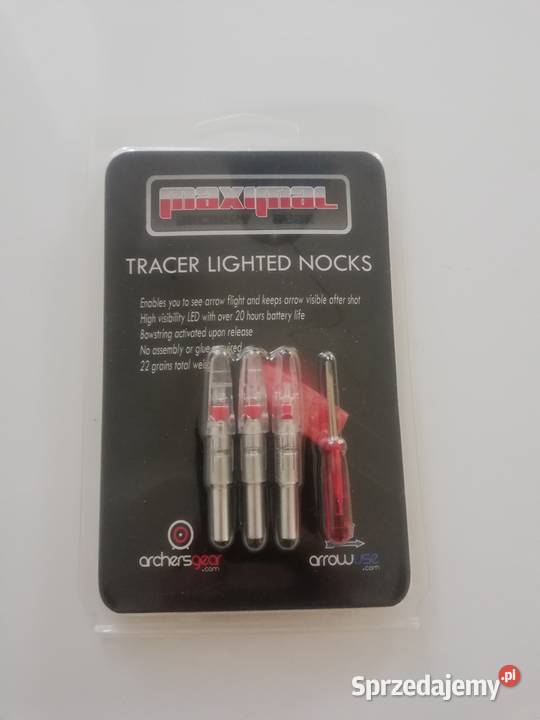 MAXIMAL
TRACER LIGHTED NOCKS
Enables you to see arrow flight and keeps arrow visible after shot
High visibility LED with over 20 hours battery life
Bowstring activated upon release
No assembly or glue
22 grains total
archersgear
.com
arrowuse
.com
Sprzedajemy.pl